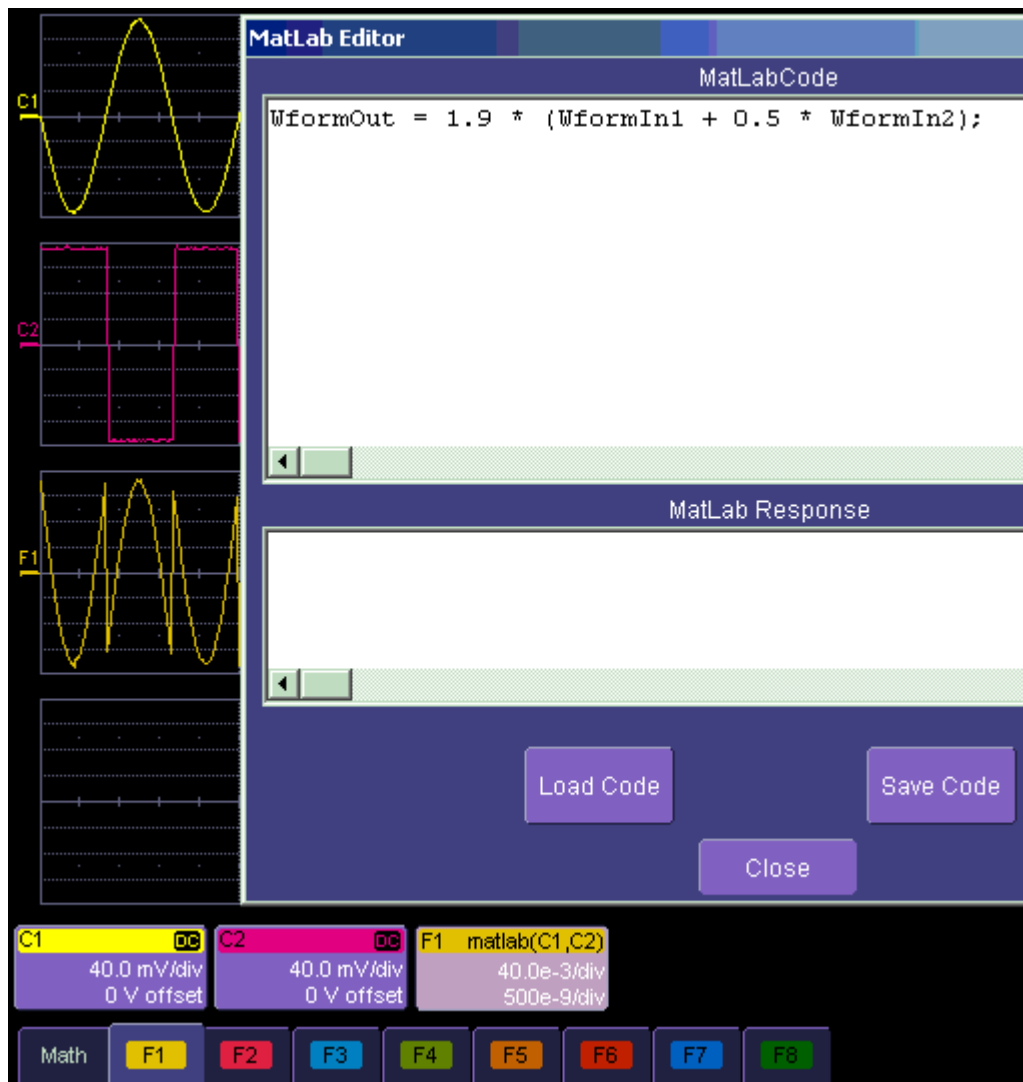 MatLab Editor
MatLabCode
C1
WformOut = 1.9 * (WformIn1 + 0.5 * WformIn2);
C2
MatLab Response
F1
Load Code
Save Code
Close
C1 DC
40.0 mV/div
0 V offset
C2 DC
40.0 mV/div
0 V offset
F1 matlab(C1,C2)
40.0e-3/div
500e-9/div
Math F1 F2 F3 F4 F5 F6 F7 F8